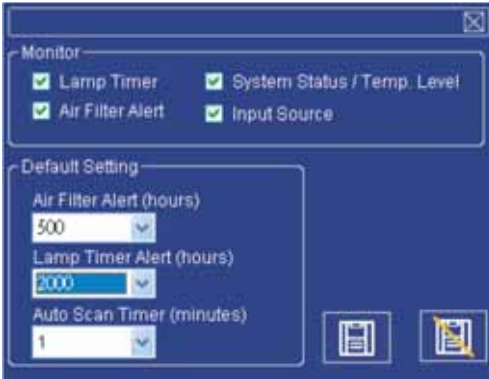 Monitor
Lamp Timer
System Status / Temp. Level
Air Filter Alert
Input Source
Default Setting
Air Filter Alert (hours)
500
Lamp Timer Alert (hours)
2000
Auto Scan Timer (minutes)
1